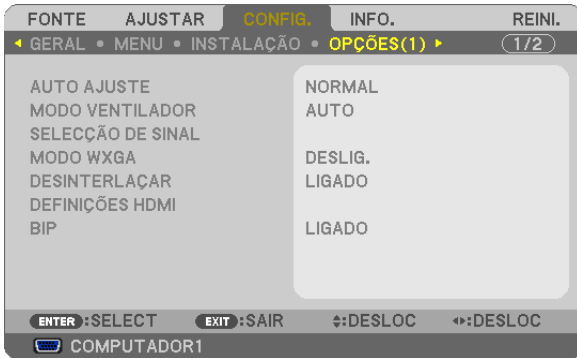 FONTE AJUSTAR CONFIG. INFO. REINI.
GERAL • MENU • INSTALAÇÃO • OPÇÕES(1) 1/2
AUTO AJUSTE NORMAL
MODO VENTILADOR AUTO
SELECÇÃO DE SINAL
MODO WXGA DESLIG.
DESINTERLAÇAR LIGADO
DEFINIÇÕES HDMI
BIP LIGADO
ENTER :SELECT EXIT :SAIR :DESLOC :DESLOC
COMPUTADOR1